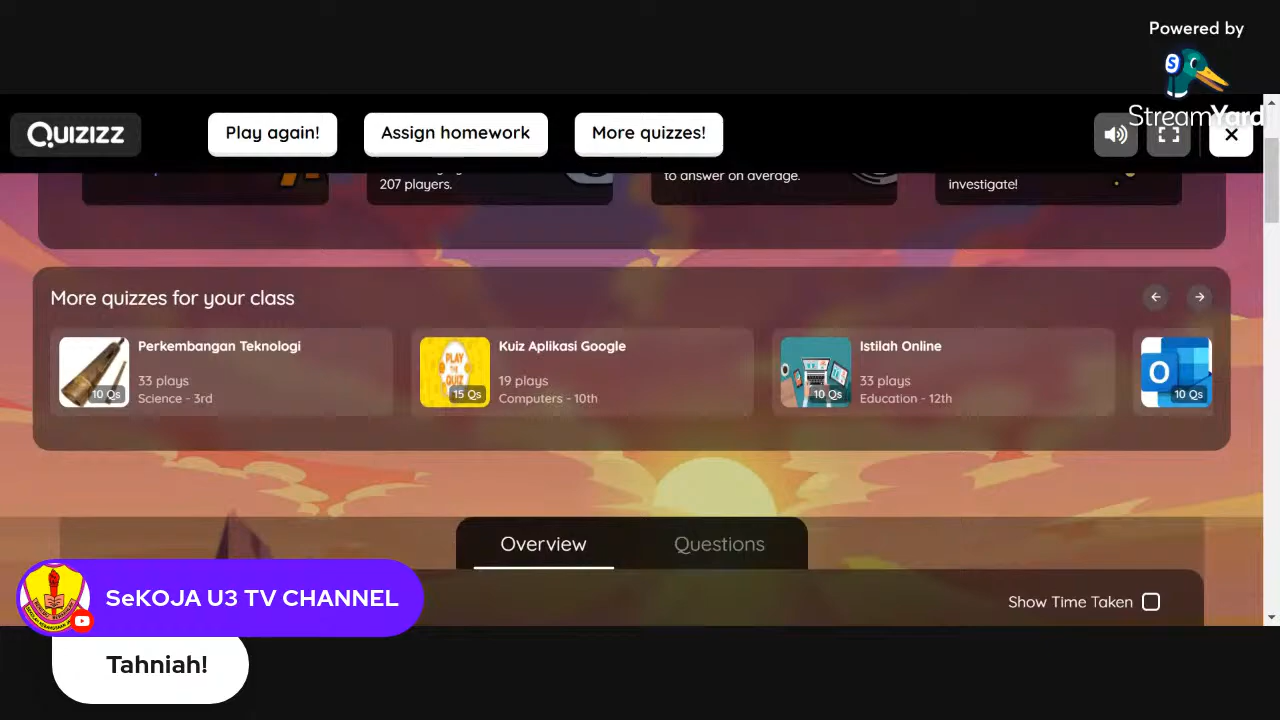 Powered by
StreamYard
QUIZIZZ
Play again!
Assign homework
More quizzes!
207 players.
to answer on average.
investigate!
More quizzes for your class
Perkembangan Teknologi
33 plays
Science - 3rd
10 Qs
Kuiz Aplikasi Google
19 plays
Computers - 10th
PLAY THE QUIZ
15 Qs
Istilah Online
33 plays
Education - 12th
10 Qs
10 Qs
Overview
Questions
Show Time Taken
SeKOJA U3 TV CHANNEL
Tahniah!